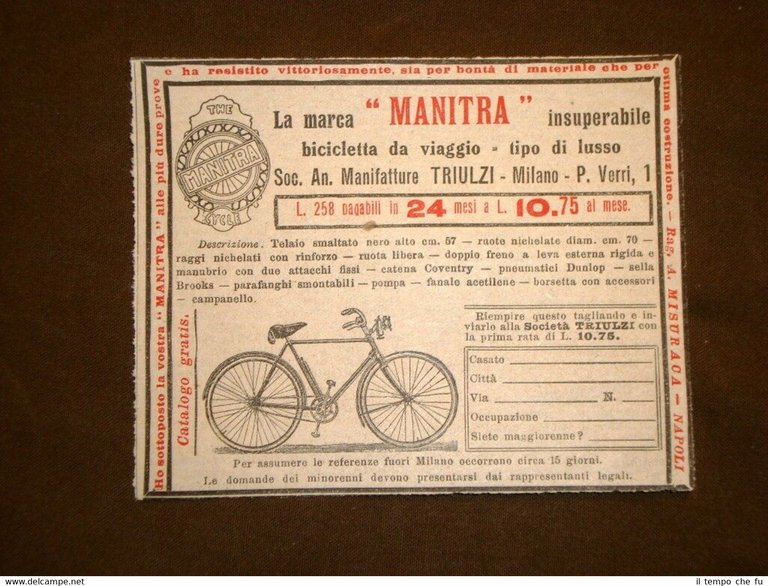 Ho sottoposto la vostra "MANITRA" alle più dure prove
e ha resistito vittoriosamente, sia per bontà di materiale che per
ottima costruzione. - Rag. A. MISURACA - NAPOLI
THE
MANITRA
CYCLE
La marca "MANITRA" insuperabile
bicicletta da viaggio - tipo di lusso
Soc. An. Manifatture TRIULZI - Milano - P. Verri, 1
L. 258 pagabili in 24 mesi a L. 10.75 al mese.
Descrizione. Telaio smaltato nero alto cm. 57 — ruote nichelate diam. cm. 70 —
raggi nichelati con rinforzo — ruota libera — doppio freno a leva esterna rigida e
manubrio con due attacchi fissi — catena Coventry — pneumatici Dunlop — sella
Brooks — parafanghi smontabili — pompa — fanale acetilene — borsetta con accessori
— campanello.
Catalogo gratis.
Riempire questo tagliando e in-
viarlo alla Società TRIULZI con
la prima rata di L. 10.75.
Casato
Città
Via N.
Occupazione
Siete maggiorenne?
Per assumere le referenze fuori Milano occorrono circa 15 giorni.
Le domande dei minorenni devono presentarsi dai rappresentanti legali.
il tempo che fu